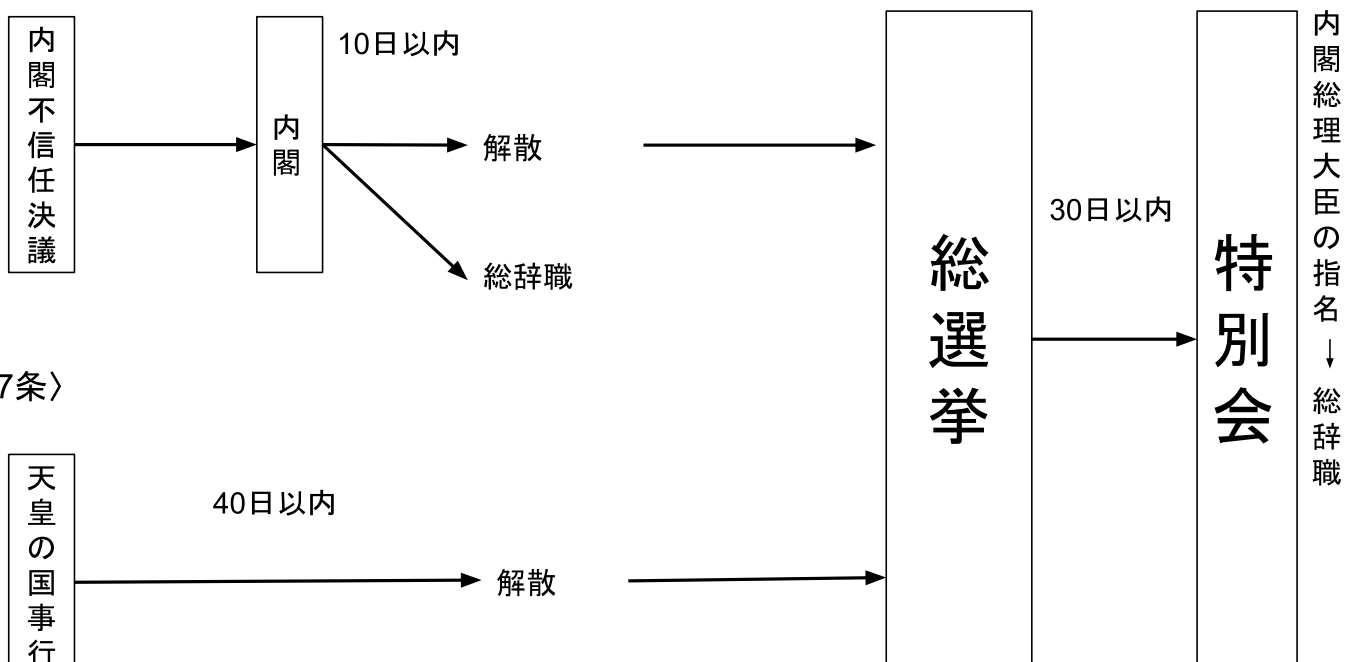 内閣不信任決議
内閣
10日以内
解散
総辞職
総選挙
30日以内
特別会
内閣総理大臣の指名→総辞職
7条〉
天皇の国事行
40日以内
解散